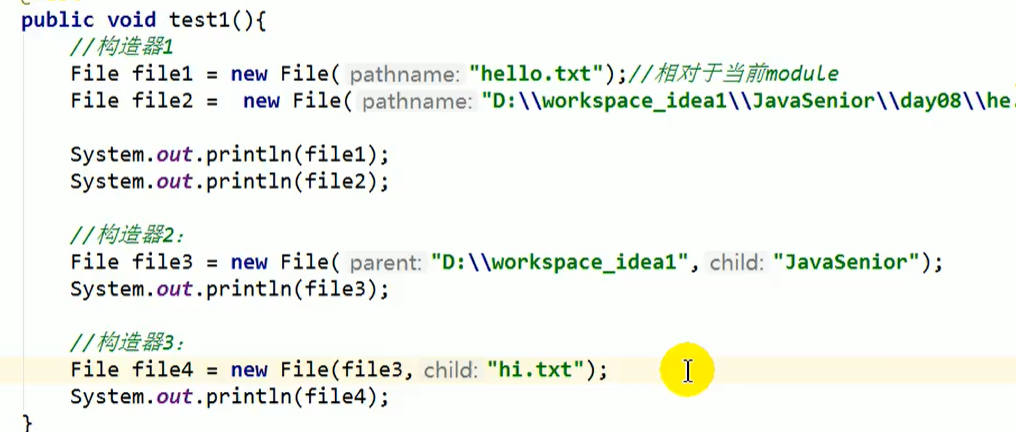 public void test1(){
//构造器1
File file1 = new File( pathname: "hello.txt");//相对于当前module
File file2 =  new File( pathname: "D:\\workspace_idea1\\JavaSenior\\day08\\he
System.out.println(file1);
System.out.println(file2);
//构造器2：
File file3 = new File( parent: "D:\\workspace_idea1", child: "JavaSenior");
System.out.println(file3);
//构造器3：
File file4 = new File(file3, child: "hi.txt");
System.out.println(file4);
}